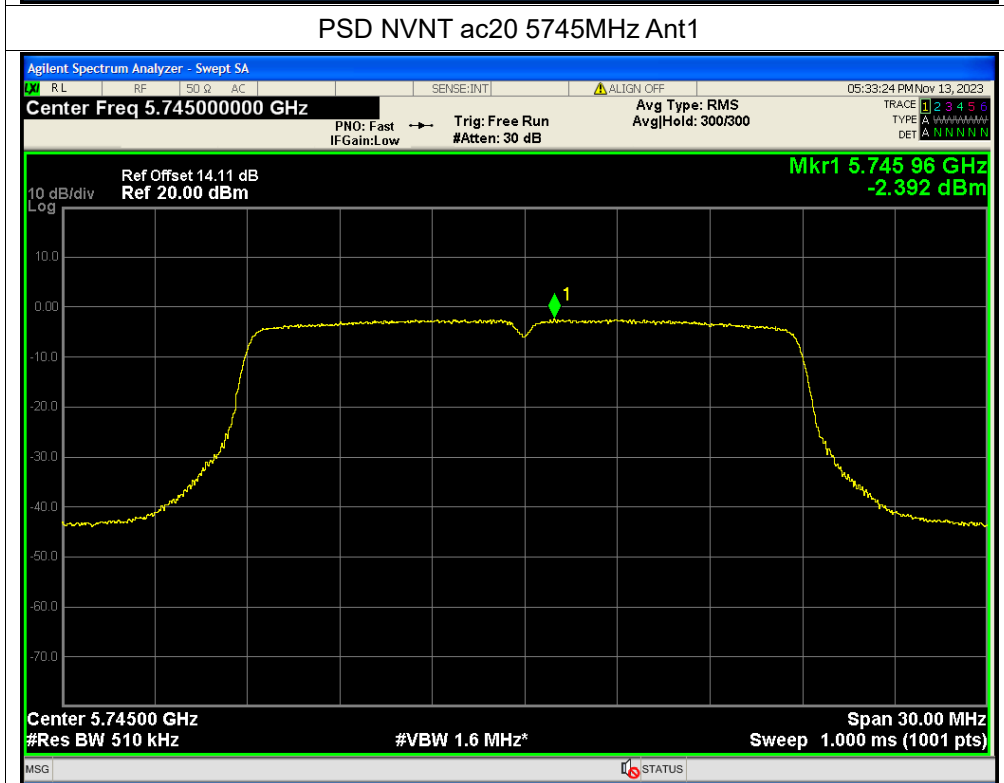 PSD NVNT ac20 5745MHz Ant1
Agilent Spectrum Analyzer - Swept SA
LXI RL RF 50 Ω AC SENSE:INT ALIGN OFF 05:33:24 PM Nov 13, 2023
Center Freq 5.745000000 GHz
PNO: Fast
IFGain:Low
Trig: Free Run
#Atten: 30 dB
Avg Type: RMS
Avg|Hold: 300/300
TRACE 1 2 3 4 5 6
TYPE A WWWWW
DET A N N N N N
Mkr1 5.745 96 GHz
-2.392 dBm
Ref Offset 14.11 dB
10 dB/div Ref 20.00 dBm
Log
10.0
1
0.00
-10.0
-20.0
-30.0
-40.0
-50.0
-60.0
-70.0
Center 5.74500 GHz Span 30.00 MHz
#Res BW 510 kHz #VBW 1.6 MHz* Sweep 1.000 ms (1001 pts)
MSG STATUS